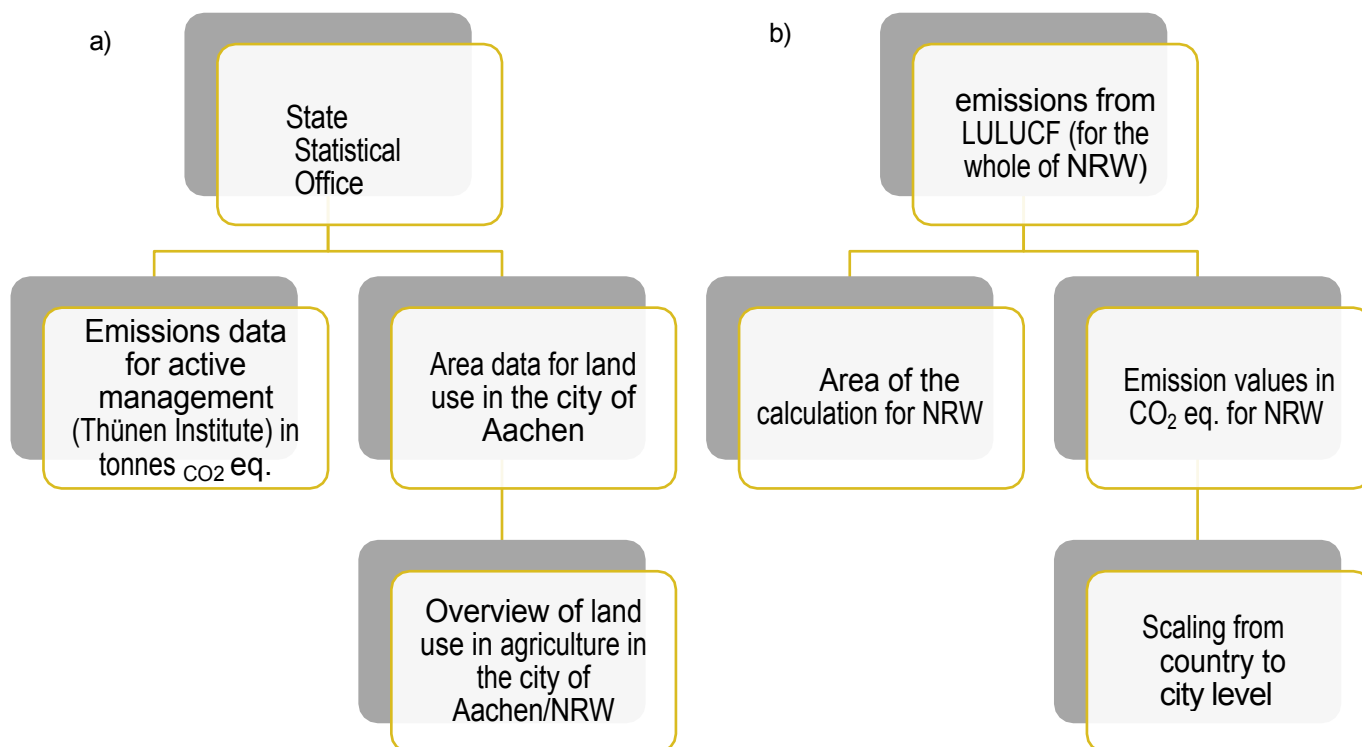 a)
State
Statistical
Office
Emissions data
for active
management
(Thünen Institute) in
tonnes CO2 eq.
Area data for land
use in the city of
Aachen
Overview of land
use in agriculture in
the city of
Aachen/NRW
b)
emissions from
LULUCF (for the
whole of NRW)
Area of the
calculation for NRW
Emission values in
CO₂ eq. for NRW
Scaling from
country to
city level